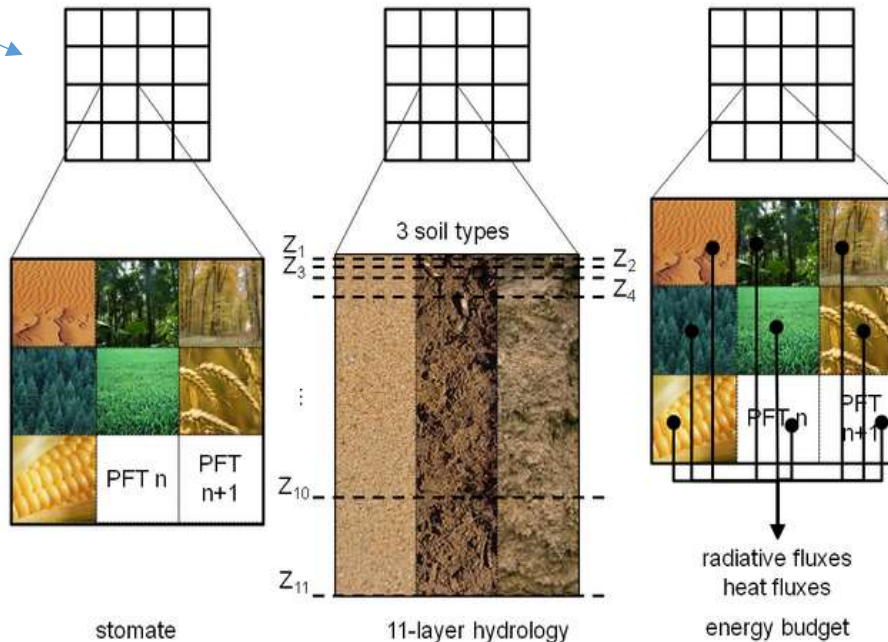 3 soil types
Z1
Z2
Z3
Z4
⋮
Z10
Z11
PFT n
PFT
n+1
PFT n
PFT
n+1
radiative fluxes
heat fluxes
stomate
11-layer hydrology
energy budget